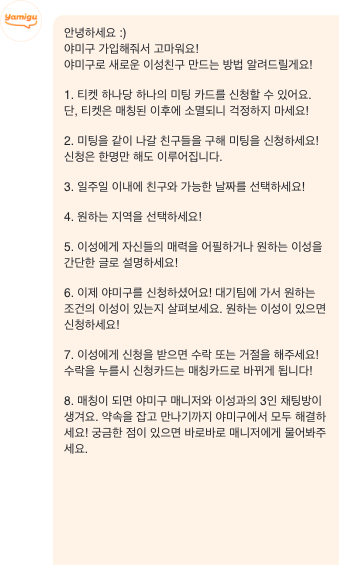 Yamigu
안녕하세요 :)
야미구 가입해줘서 고마워요!
야미구로 새로운 이성친구 만드는 방법 알려드릴게요!
1. 티켓 하나당 하나의 미팅 카드를 신청할 수 있어요.
단, 티켓은 매칭된 이후에 소멸되니 걱정하지 마세요!
2. 미팅을 같이 나갈 친구들을 구해 미팅을 신청하세요!
신청은 한명만 해도 이루어집니다.
3. 일주일 이내에 친구와 가능한 날짜를 선택하세요!
4. 원하는 지역을 선택하세요!
5. 이성에게 자신들의 매력을 어필하거나 원하는 이성을
간단한 글로 설명하세요!
6. 이제 야미구를 신청하셨어요! 대기팀에 가서 원하는
조건의 이성이 있는지 살펴보세요. 원하는 이성이 있으면
신청하세요!
7. 이성에게 신청을 받으면 수락 또는 거절을 해주세요!
수락을 누를시 신청카드는 매칭카드로 바뀌게 됩니다!
8. 매칭이 되면 야미구 매니저와 이성과의 3인 채팅방이
생겨요. 약속을 잡고 만나기까지 야미구에서 모두 해결하
세요! 궁금한 점이 있으면 바로바로 매니저에게 물어봐주
세요.